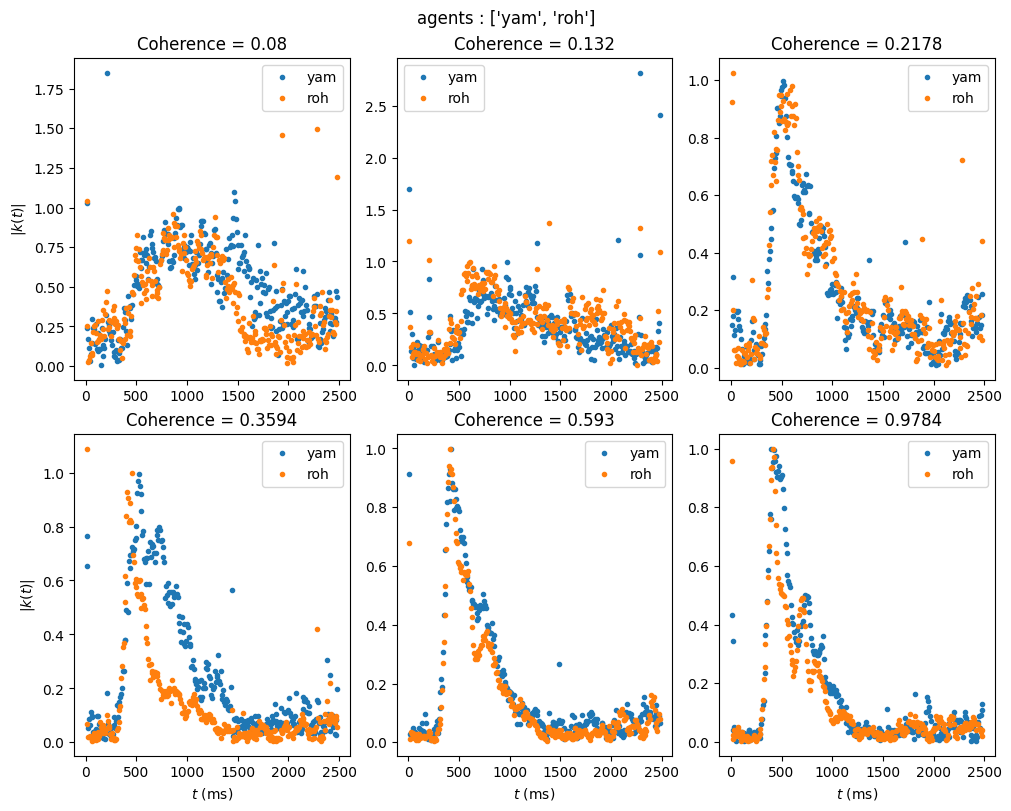 agents : ['yam', 'roh']
Coherence = 0.08
Coherence = 0.132
Coherence = 0.2178
yam
roh
yam
roh
yam
roh
|k(t)|
1.75
1.50
1.25
1.00
0.75
0.50
0.25
0.00
2.5
2.0
1.5
1.0
0.5
0.0
1.0
0.8
0.6
0.4
0.2
0.0
0 500 1000 1500 2000 2500
0 500 1000 1500 2000 2500
0 500 1000 1500 2000 2500
Coherence = 0.3594
Coherence = 0.593
Coherence = 0.9784
yam
roh
yam
roh
yam
roh
|k(t)|
1.0
0.8
0.6
0.4
0.2
0.0
1.0
0.8
0.6
0.4
0.2
0.0
1.0
0.8
0.6
0.4
0.2
0.0
0 500 1000 1500 2000 2500
0 500 1000 1500 2000 2500
0 500 1000 1500 2000 2500
t (ms)
t (ms)
t (ms)